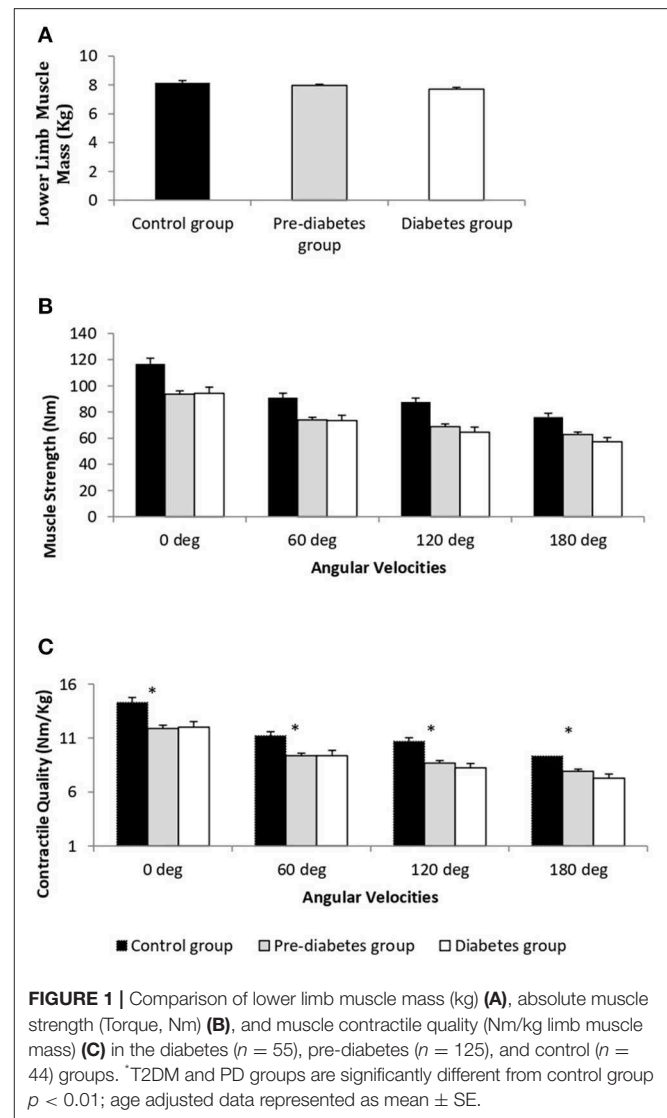 A
Lower Limb Muscle
Mass (Kg)
10
8
6
4
2
0
Control group
Pre-diabetes
group
Diabetes group
B
Muscle Strength (Nm)
140
120
100
80
60
40
20
0
0 deg
60 deg
120 deg
180 deg
Angular Velocities
C
Contractile Quality (Nm/Kg)
16
11
6
1
*
*
*
*
0 deg
60 deg
120 deg
180 deg
Angular Velocities
Control group
Pre-diabetes group
Diabetes group
FIGURE 1 | Comparison of lower limb muscle mass (kg) (A), absolute muscle
strength (Torque, Nm) (B), and muscle contractile quality (Nm/kg limb muscle
mass) (C) in the diabetes (n = 55), pre-diabetes (n = 125), and control (n =
44) groups. *T2DM and PD groups are significantly different from control group
p < 0.01; age adjusted data represented as mean ± SE.